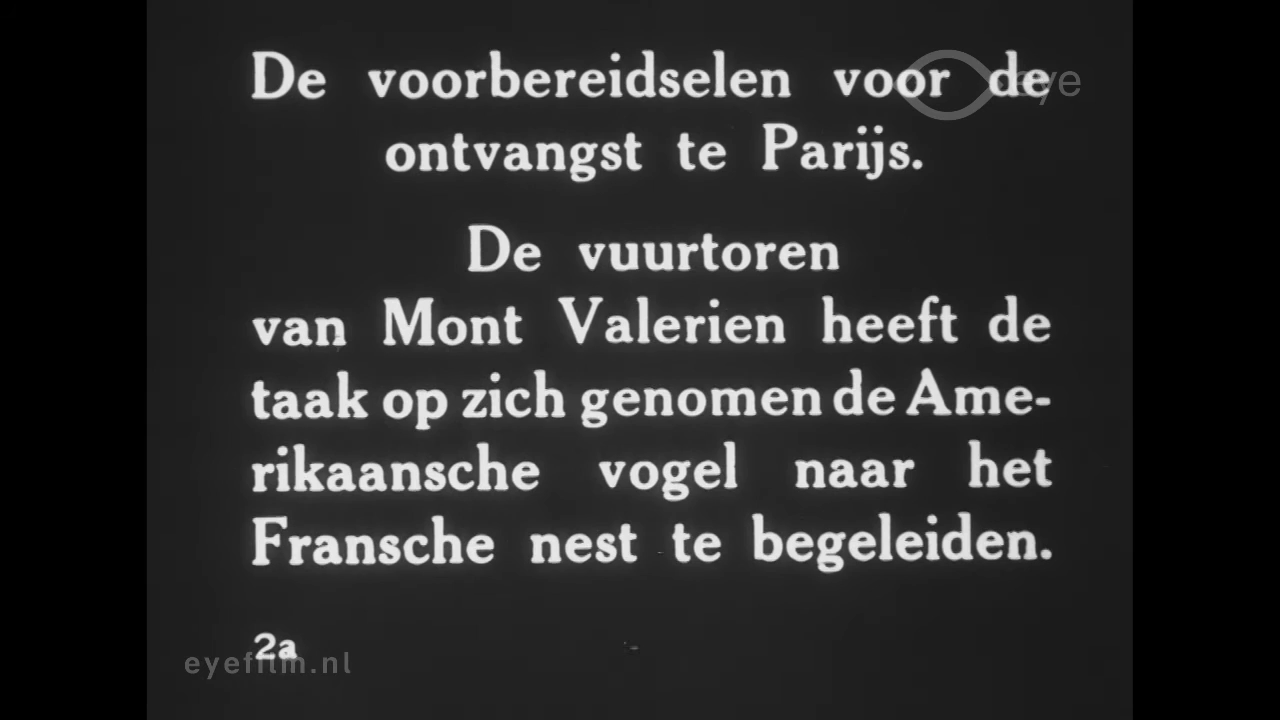 De voorbereidselen voor de
eye
ontvangst te Parijs.
De vuurtoren
van Mont Valerien heeft de
taak op zich genomen de Ame-
rikaansche vogel naar het
Fransche nest te begeleiden.
2a
eyefilm.nl